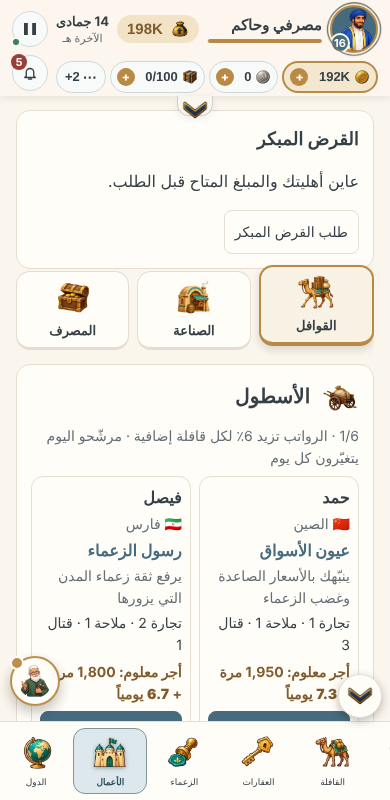 مصرفي وحاكم
16
198K
14 جمادى
الآخرة هـ
192K +
0 +
0/100 +
+2 ⋯
5
القرض المبكر
عاين أهليتك والمبلغ المتاح قبل الطلب.
طلب القرض المبكر
القوافل
الصناعة
المصرف
الأسطول
1/6 · الرواتب تزيد 6٪ لكل قافلة إضافية · مرشّحو اليوم
يتغيّرون كل يوم
حمد
🇨🇳 الصين
عيون الأسواق
ينبّهك بالأسعار الصاعدة
وغضب الزعماء
تجارة 1 · ملاحة 1 · قتال
3
أجر معلوم: 1,950 مرة
7.3 يومياً
فيصل
🇮🇷 فارس
رسول الزعماء
يرفع ثقة زعماء المدن
التي يزورها
تجارة 2 · ملاحة 1 · قتال
1
أجر معلوم: 1,800
+ 6.7 يومياً
القافلة
العقارات
الزعماء
الأعمال
الدول